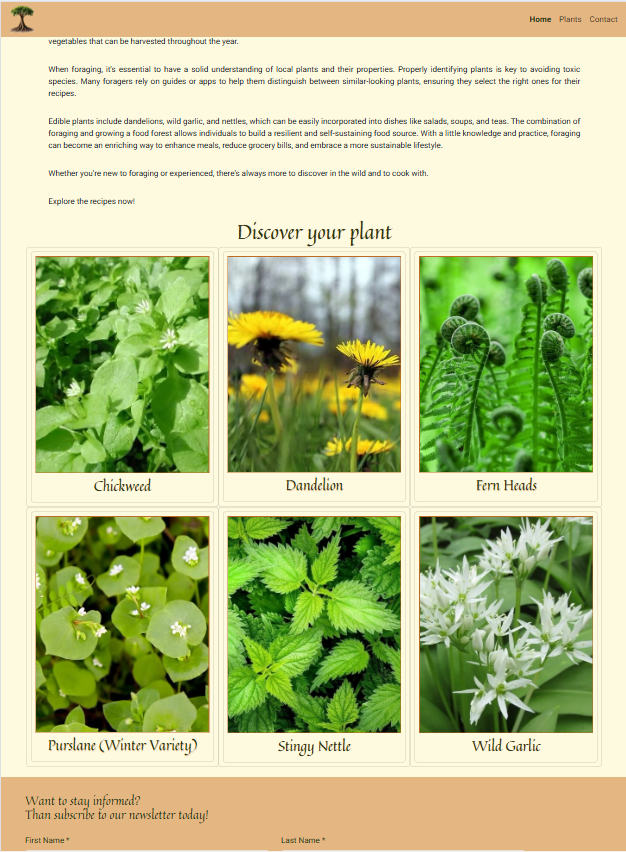 Home Plants Contact
vegetables that can be harvested throughout the year.
When foraging, it's essential to have a solid understanding of local plants and their properties. Properly identifying plants is key to avoiding toxic
species. Many foragers rely on guides or apps to help them distinguish between similar-looking plants, ensuring they select the right ones for their
recipes.
Edible plants include dandelions, wild garlic, and nettles, which can be easily incorporated into dishes like salads, soups, and teas. The combination of
foraging and growing a food forest allows individuals to build a resilient and self-sustaining food source. With a little knowledge and practice, foraging
can become an enriching way to enhance meals, reduce grocery bills, and embrace a more sustainable lifestyle.
Whether you're new to foraging or experienced, there's always more to discover in the wild and to cook with.
Explore the recipes now!
Discover your plant
Chickweed
Dandelion
Fern Heads
Purslane (Winter Variety)
Stingy Nettle
Wild Garlic
Want to stay informed?
Than subscribe to our newsletter today!
First Name *
Last Name *